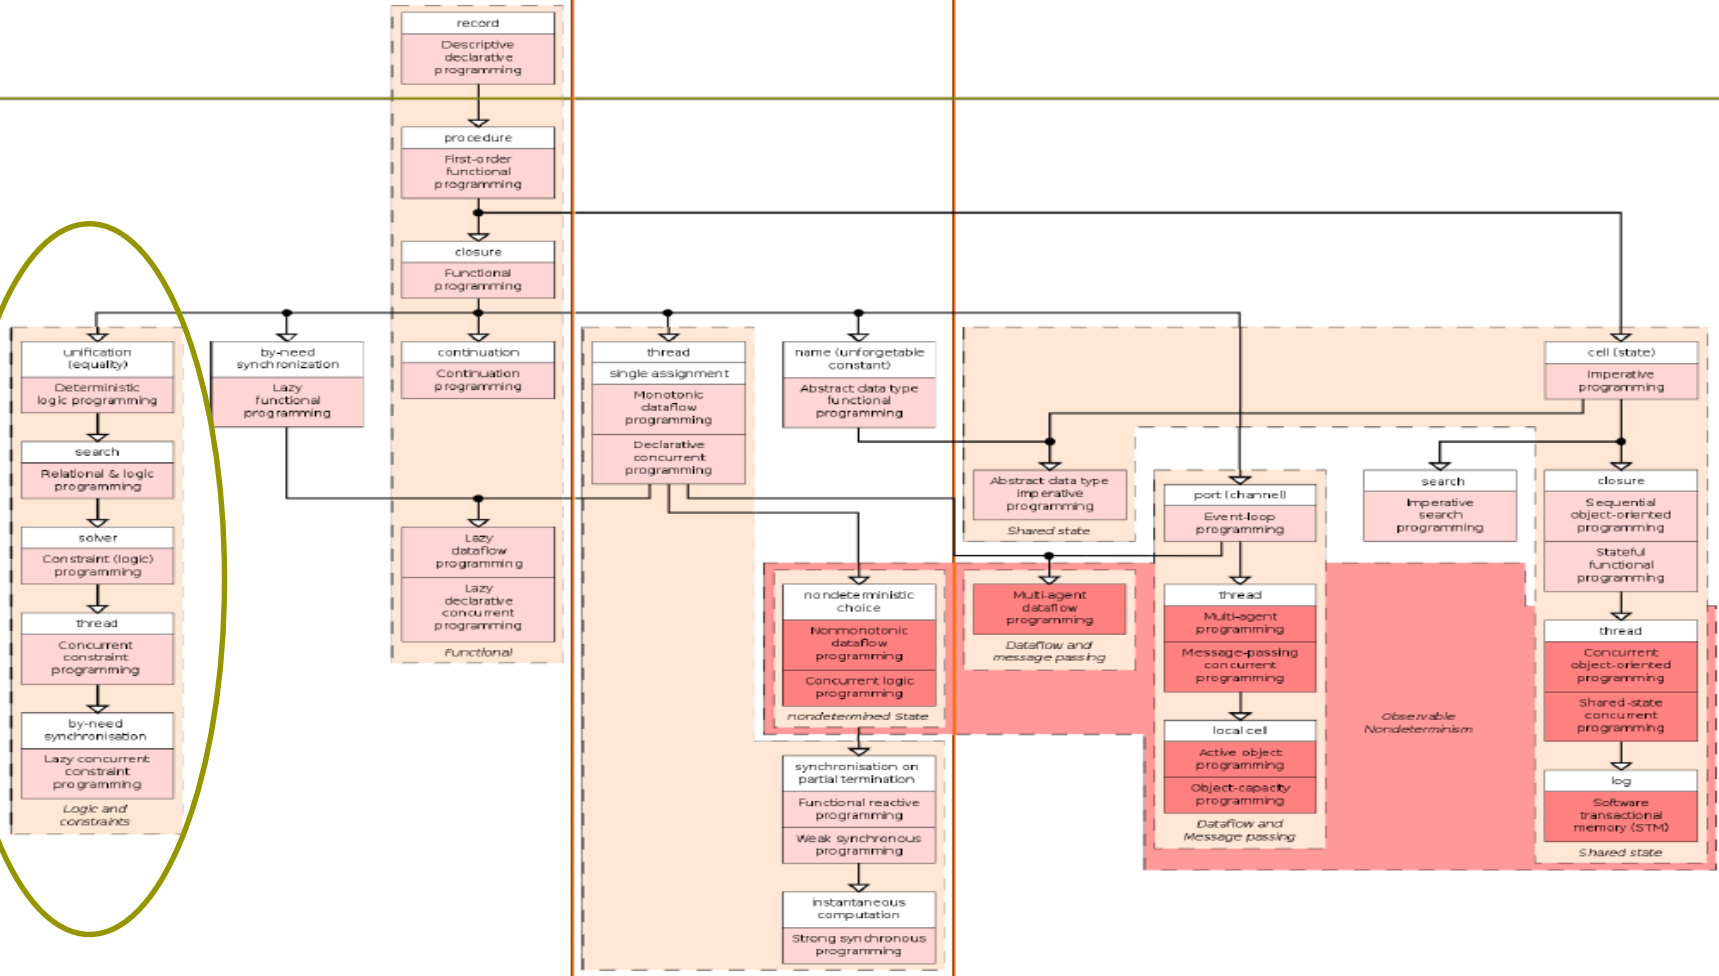 record
Descriptive
declarative
programming
procedure
First-order
functional
programming
closure
Functional
programming
unification
(equality)
Deterministic
logic programming
search
Relational & logic
programming
solver
Constraint (logic)
programming
thread
Concurrent
constraint
programming
by-need
synchronisation
Lazy concurrent
constraint
programming
Logic and
constraints
by-need
synchronization
Lazy
functional
programming
continuation
Continuation
programming
Lazy
dataflow
programming
Lazy
declarative
concurrent
programming
Functional
thread
single assignment
Monotonic
dataflow
programming
Declarative
concurrent
programming
name (unforgetable
constant)
Abstract data type
functional
programming
nondeterministic
choice
Nonmonotonic
dataflow
programming
Concurrent logic
programming
nondetermined State
synchronisation on
partial termination
Functional reactive
programming
Weak synchronous
programming
instantaneous
computation
Strong synchronous
programming
Abstract data type
imperative
programming
Shared state
Multi-agent
dataflow
programming
Dataflow and
message passing
port (channel)
Event-loop
programming
thread
Multi-agent
programming
Message-passing
concurrent
programming
local cell
Active object
programming
Object-capacity
programming
Dataflow and
Message passing
search
Imperative
search
programming
Observable
Nondeterminism
cell (state)
Imperative
programming
closure
Sequential
object-oriented
programming
Stateful
functional
programming
thread
Concurrent
object-oriented
programming
Shared-state
concurrent
programming
log
Software
transactional
memory (STM)
Shared state